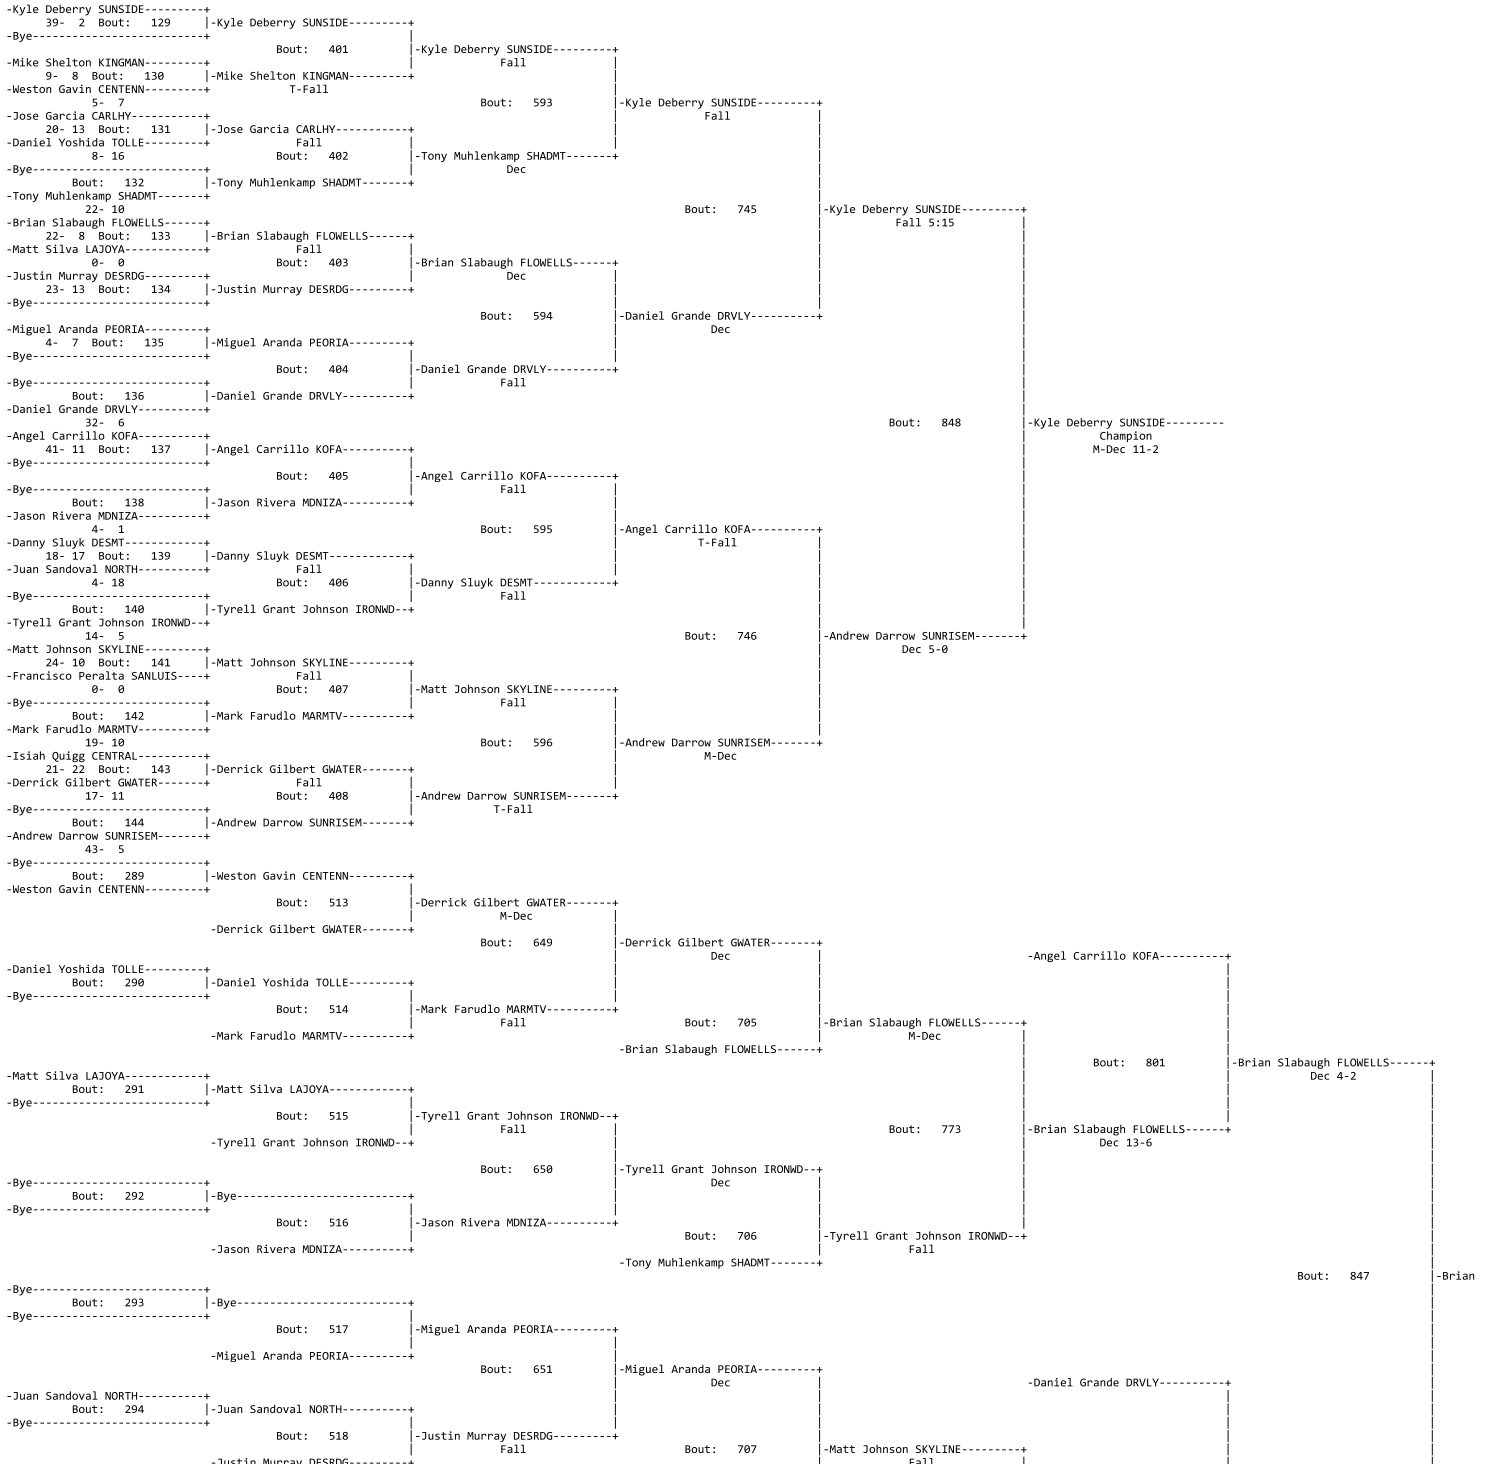 -Kyle Deberry SUNSIDE---------+
39-  2  Bout:   129     |-Kyle Deberry SUNSIDE---------+
-Bye--------------------------+                              |
Bout:   401          |-Kyle Deberry SUNSIDE---------+
-Mike Shelton KINGMAN---------+                              |             Fall             |
9-  8  Bout:   130      |-Mike Shelton KINGMAN---------+                              |
-Weston Gavin CENTENN---------+            T-Fall                                           |
5-  7                                                      Bout:   593         |-Kyle Deberry SUNSIDE---------+
-Jose Garcia CARLHY-----------+                                                             |             Fall             |
20- 13  Bout:   131     |-Jose Garcia CARLHY-----------+                              |                              |
-Daniel Yoshida TOLLE---------+             Fall             |                              |                              |
8- 16                       Bout:   402          |-Tony Muhlenkamp SHADMT-------+                              |
-Bye--------------------------+                              |              Dec                                            |
Bout:   132          |-Tony Muhlenkamp SHADMT-------+                                                             |
-Tony Muhlenkamp SHADMT-------+                                                                                            |
22- 10                                                                                     Bout:   745         |-Kyle Deberry SUNSIDE---------+
-Brian Slabaugh FLOWELLS------+                                                                                            |           Fall 5:15          |
22-  8  Bout:   133     |-Brian Slabaugh FLOWELLS------+                                                             |                              |
-Matt Silva LAJOYA------------+             Fall             |                                                             |                              |
0-  0                       Bout:   403          |-Brian Slabaugh FLOWELLS------+                              |                              |
-Justin Murray DESRDG---------+                              |              Dec             |                              |                              |
23- 13  Bout:   134     |-Justin Murray DESRDG---------+                              |                              |                              |
-Bye--------------------------+                                                             |                              |                              |
Bout:   594         |-Daniel Grande DRVLY----------+                              |
-Miguel Aranda PEORIA---------+                                                             |              Dec                                            |
4-  7  Bout:   135      |-Miguel Aranda PEORIA---------+                              |                                                             |
-Bye--------------------------+                              |                              |                                                             |
Bout:   404          |-Daniel Grande DRVLY----------+                                                             |
-Bye--------------------------+                              |             Fall                                                                           |
Bout:   136          |-Daniel Grande DRVLY----------+                                                                                            |
-Daniel Grande DRVLY----------+                                                                                                                           |
32-  6                                                                                                                    Bout:   848         |-Kyle Deberry SUNSIDE---------
-Angel Carrillo KOFA----------+                                                                                                                           |          Champion
41- 11  Bout:   137     |-Angel Carrillo KOFA----------+                                                                                            |         M-Dec 11-2
-Bye--------------------------+                              |                                                                                            |
Bout:   405          |-Angel Carrillo KOFA----------+                                                             |
-Bye--------------------------+                              |             Fall             |                                                             |
Bout:   138          |-Jason Rivera MDNIZA----------+                              |                                                             |
-Jason Rivera MDNIZA----------+                                                             |                                                             |
4-  1                                                      Bout:   595         |-Angel Carrillo KOFA----------+                              |
-Danny Sluyk DESMT------------+                                                             |            T-Fall            |                              |
18- 17  Bout:   139     |-Danny Sluyk DESMT------------+                              |                              |                              |
-Juan Sandoval NORTH----------+             Fall             |                              |                              |                              |
4- 18                       Bout:   406          |-Danny Sluyk DESMT------------+                              |                              |
-Bye--------------------------+                              |             Fall                                            |                              |
Bout:   140          |-Tyrell Grant Johnson IRONWD--+                                                             |                              |
-Tyrell Grant Johnson IRONWD--+                                                                                            |                              |
14-  5                                                                                     Bout:   746         |-Andrew Darrow SUNRISEM-------+
-Matt Johnson SKYLINE---------+                                                                                            |            Dec 5-0
24- 10  Bout:   141     |-Matt Johnson SKYLINE---------+                                                             |
-Francisco Peralta SANLUIS----+             Fall             |                                                             |
0-  0                       Bout:   407          |-Matt Johnson SKYLINE---------+                              |
-Bye--------------------------+                              |             Fall             |                              |
Bout:   142          |-Mark Farudlo MARMTV----------+                              |                              |
-Mark Farudlo MARMTV----------+                                                             |                              |
19- 10                                                     Bout:   596         |-Andrew Darrow SUNRISEM-------+
-Isiah Quigg CENTRAL----------+                                                             |             M-Dec
21- 22  Bout:   143     |-Derrick Gilbert GWATER-------+                              |
-Derrick Gilbert GWATER-------+             Fall             |                              |
17- 11                      Bout:   408          |-Andrew Darrow SUNRISEM-------+
-Bye--------------------------+                              |            T-Fall
Bout:   144          |-Andrew Darrow SUNRISEM-------+
-Andrew Darrow SUNRISEM-------+
43-  5
-Bye--------------------------+
Bout:   289          |-Weston Gavin CENTENN---------+
-Weston Gavin CENTENN---------+                              |
Bout:   513          |-Derrick Gilbert GWATER-------+
|             M-Dec            |
-Derrick Gilbert GWATER-------+                              |
Bout:   649         |-Derrick Gilbert GWATER-------+
|              Dec             |                               -Angel Carrillo KOFA----------+
-Daniel Yoshida TOLLE---------+                                                             |                              |                                                             |
Bout:   290          |-Daniel Yoshida TOLLE---------+                              |                              |                                                             |
-Bye--------------------------+                              |                              |                              |                                                             |
Bout:   514          |-Mark Farudlo MARMTV----------+                              |                                                             |
|             Fall                       Bout:   705         |-Brian Slabaugh FLOWELLS------+                              |
-Mark Farudlo MARMTV----------+                                                             |            M-Dec             |                              |
-Brian Slabaugh FLOWELLS------+                              |                              |
|         Bout:   801         |-Brian Slabaugh FLOWELLS------+
-Matt Silva LAJOYA------------+                                                                                                                           |                              |           Dec 4-2            |
Bout:   291          |-Matt Silva LAJOYA------------+                                                                                            |                              |                              |
-Bye--------------------------+                              |                                                                                            |                              |                              |
Bout:   515          |-Tyrell Grant Johnson IRONWD--+                                                             |                              |                              |
|             Fall             |                                        Bout:   773         |-Brian Slabaugh FLOWELLS------+                              |
-Tyrell Grant Johnson IRONWD--+                              |                                                             |          Dec 13-6                                           |
Bout:   650         |-Tyrell Grant Johnson IRONWD--+                              |                                                             |
-Bye--------------------------+                                                             |              Dec             |                              |                                                             |
Bout:   292          |-Bye--------------------------+                              |                              |                              |                                                             |
-Bye--------------------------+                              |                              |                              |                              |                                                             |
Bout:   516          |-Jason Rivera MDNIZA----------+                              |                              |                                                             |
|                                        Bout:   706         |-Tyrell Grant Johnson IRONWD--+                                                             |
-Jason Rivera MDNIZA----------+                                                             |             Fall                                                                           |
-Tony Muhlenkamp SHADMT-------+                                                                                            |
Bout:   847         |-Brian
-Bye--------------------------+
Bout:   293          |-Bye--------------------------+
-Bye--------------------------+                              |
Bout:   517          |-Miguel Aranda PEORIA---------+
|                              |
-Miguel Aranda PEORIA---------+                              |
Bout:   651         |-Miguel Aranda PEORIA---------+
|              Dec             |                               -Daniel Grande DRVLY----------+
-Juan Sandoval NORTH----------+                                                             |                              |                                                             |
Bout:   294          |-Juan Sandoval NORTH----------+                              |                              |                                                             |
-Bye--------------------------+                              |                              |                              |                                                             |
Bout:   518          |-Justin Murray DESRDG---------+                              |                                                             |
|             Fall                       Bout:   707         |-Matt Johnson SKYLINE---------+                              |
-Justin Murray DESRDG---------+                                                             |             Fall             |                              |